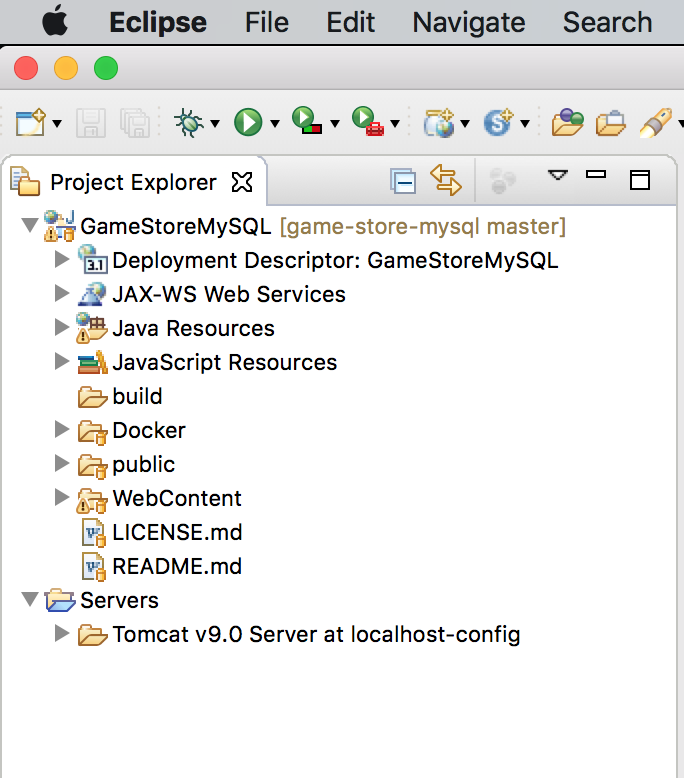 Eclipse File Edit Navigate Search
Project Explorer
GameStoreMySQL [game-store-mysql master]
3.1 Deployment Descriptor: GameStoreMySQL
JAX-WS Web Services
Java Resources
JavaScript Resources
build
Docker
public
WebContent
LICENSE.md
README.md
Servers
Tomcat v9.0 Server at localhost-config